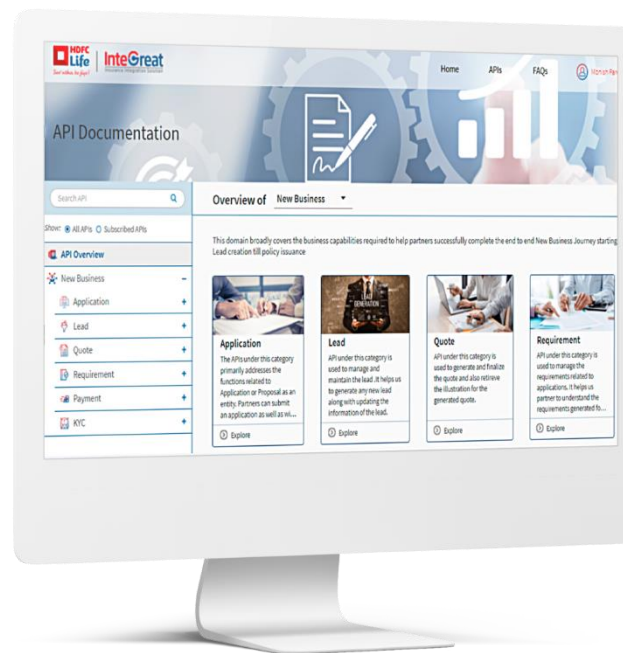 HDFC
Life
InteGreat
Home
APIs
FAQs
API Documentation
Search API
Show:
All APIs
Subscribed APIs
API Overview
New Business
Application
Lead
Quote
Requirement
Payment
KYC
Overview of New Business
This domain broadly covers the business capabilities required to help partners successfully complete the end to end New Business Journey starting
Lead creation till policy issuance
Application
The APIs under this category
primarily addresses the
functions related to
Application or Proposal as an
entity. Partners can submit
an application as well as wi...
Explore
LEAD
GENERATION
Lead
API under this category is
used to manage and
maintain the lead .It helps us
to generate any new lead
along with updating the
information of the lead.
Explore
Quote
API under this category is
used to generate and finalize
the quote and also retrieve
the illustration for the
generated quote.
Explore
Requirement
API under this category is
used to manage the
requirements related to
applications. It helps us
partner to understand the
requirements generated fo...
Explore